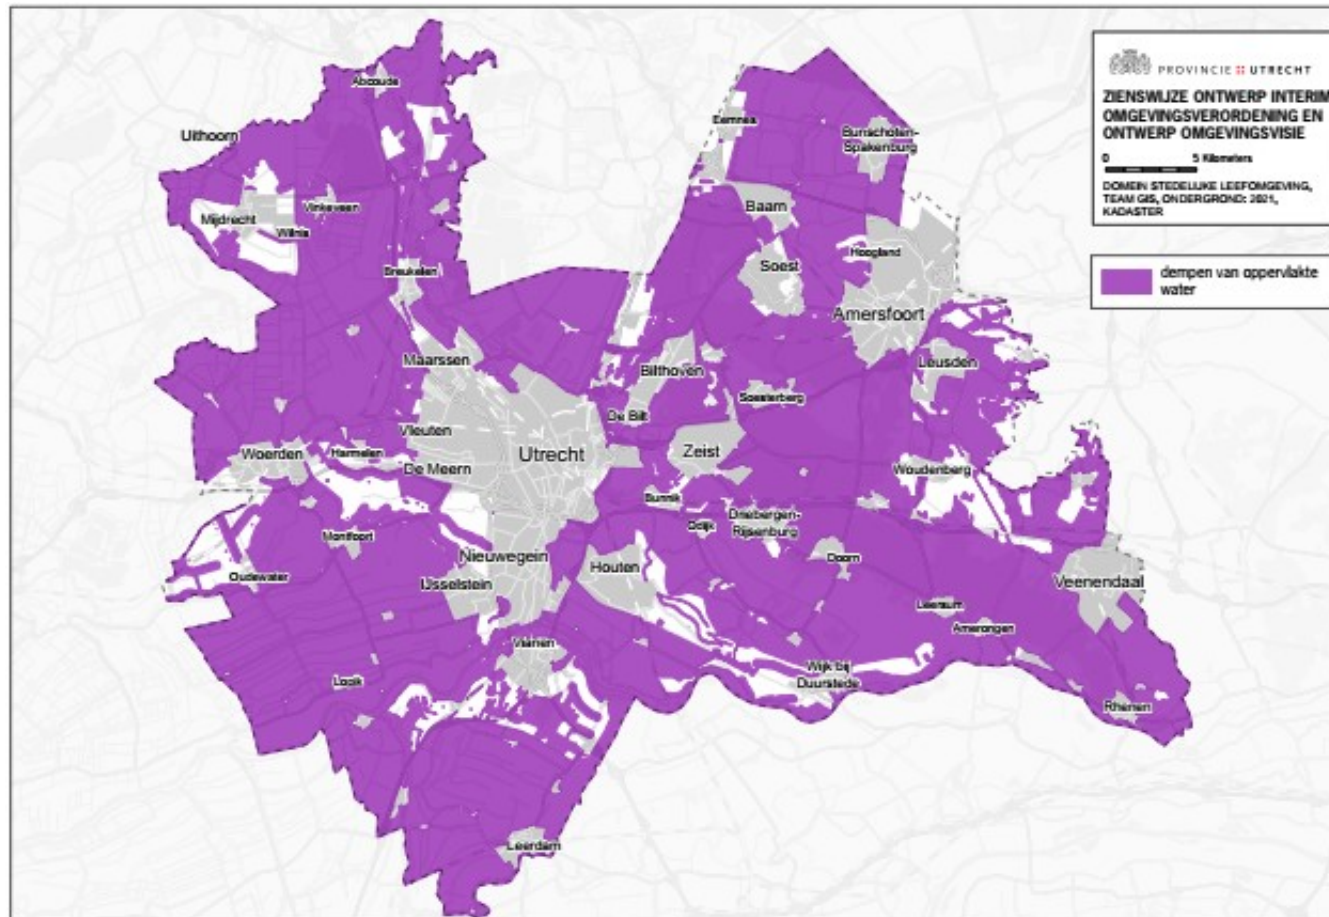 PROVINCIE UTRECHT
ZIENSWIJZE ONTWERP INTERIM
OMGEVINGSVERORDENING EN
ONTWERP OMGEVINGSVISIE
0 5 Kilometers
DOMEIN STEDELIJKE LEEFOMGEVING,
TEAM GIS, ONDERGROND: 2021,
KADASTER
dempen van oppervlakte
water
Abcoude
Uithoorn
Eemnes
Bunschoten-
Spakenburg
Mijdrecht
Vinkeveen
Wilnis
Baarn
Breukelen
Soest
Hoogland
Amersfoort
Maarssen
Bilthoven
Leusden
Soesterberg
De Bilt
Vleuten
Woerden
Harmelen
De Meern
Utrecht
Zeist
Woudenberg
Bunnik
Odijk
Driebergen-
Rijsenburg
Montfoort
Nieuwegein
Doorn
Oudewater
IJsselstein
Houten
Veenendaal
Leersum
Amerongen
Vianen
Lopik
Wijk bij
Duurstede
Rhenen
Leerdam